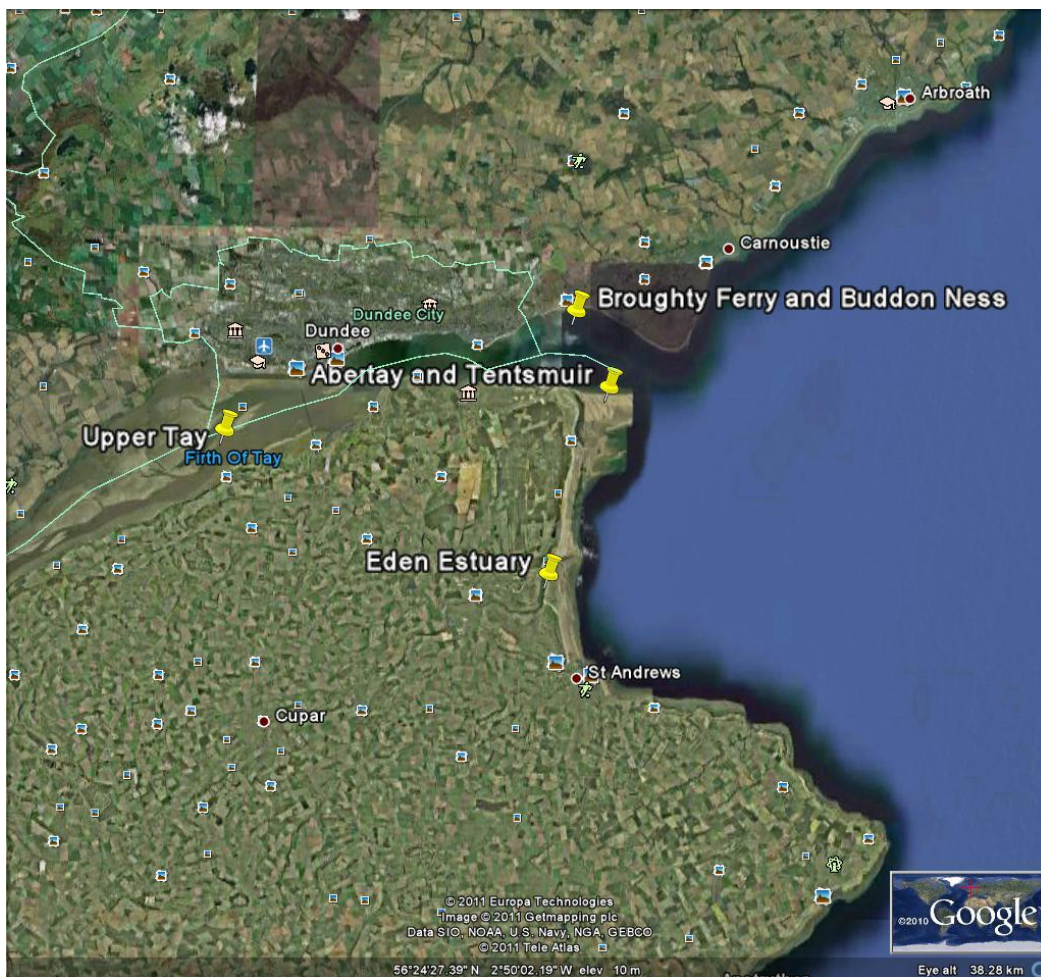 Arbroath
Carnoustie
Broughty Ferry and Buddon Ness
Dundee City
Dundee
Abertay and Tentsmuir
Upper Tay
Firth Of Tay
Eden Estuary
St Andrews
Cupar
© 2011 Europa Technologies
Image © 2011 Getmapping plc
Data SIO, NOAA, U.S. Navy, NGA, GEBCO
© 2011 Tele Atlas
©2010 Google
56°24'27.39" N 2°50'02.19" W elev 10 m
Eye alt 38.28 km